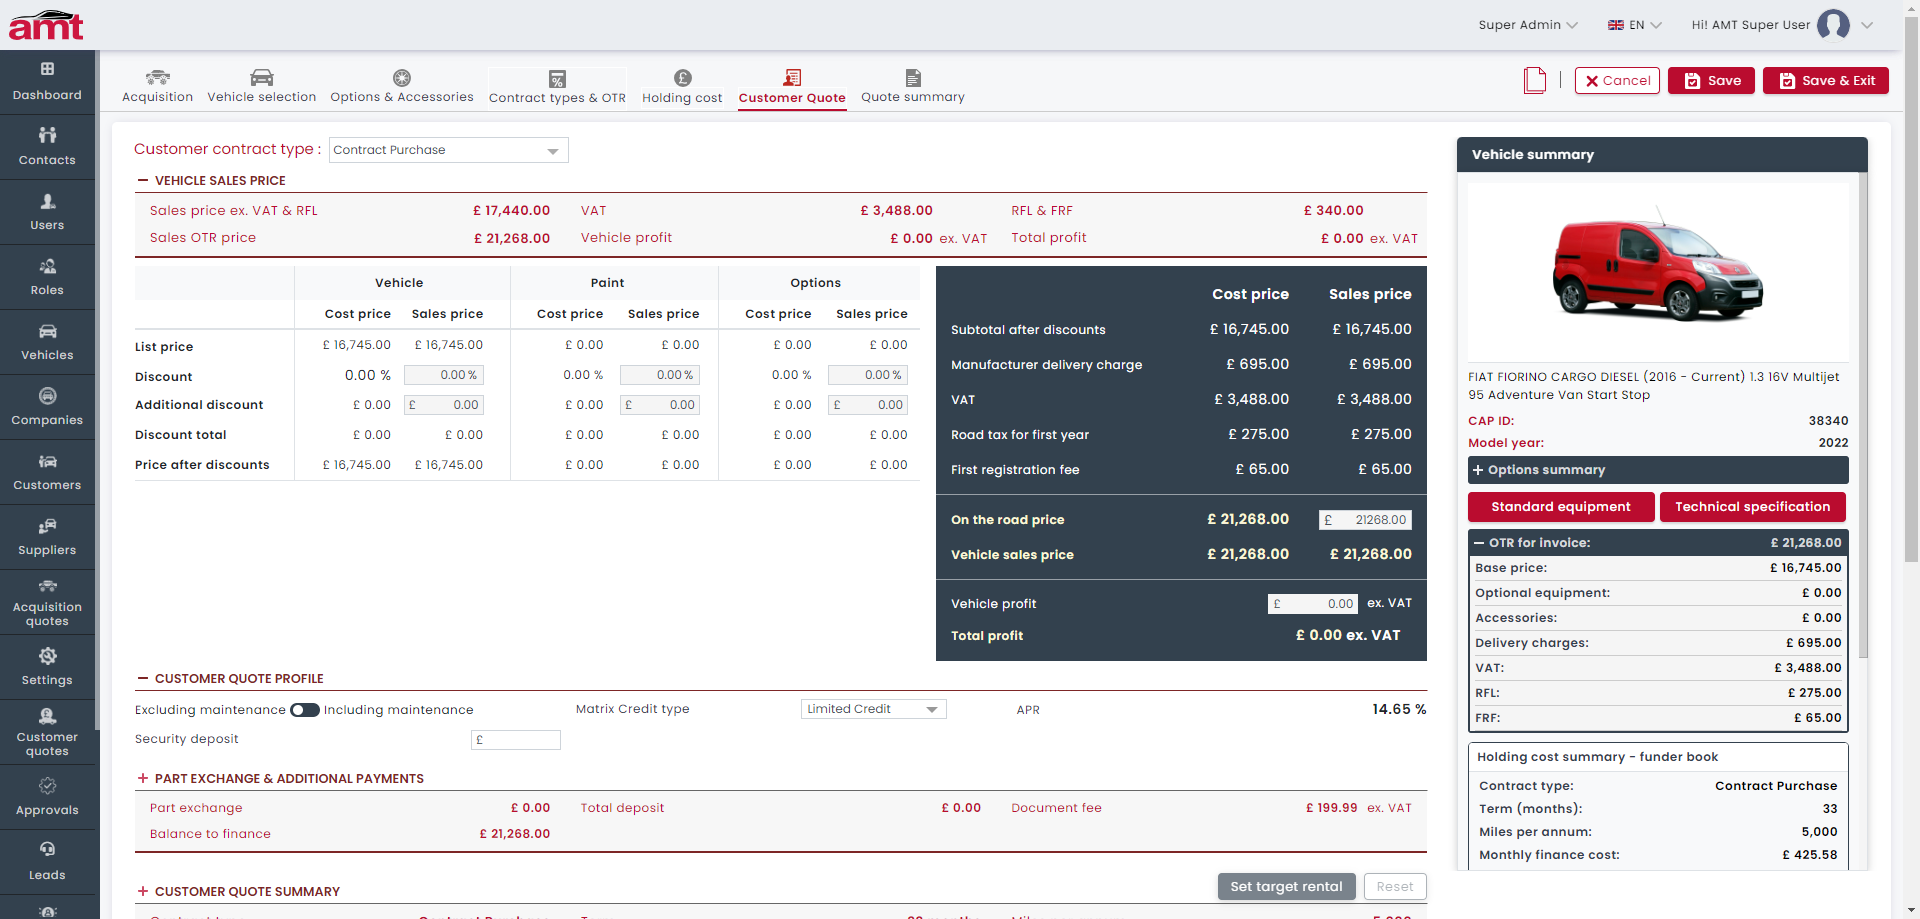 amt
Super Admin
EN
Hi! AMT Super User
Dashboard
Contacts
Users
Roles
Vehicles
Companies
Customers
Suppliers
Acquisition
quotes
Settings
Customer
quotes
Approvals
Leads
Acquisition
Vehicle selection
Options & Accessories
Contract types & OTR
Holding cost
Customer Quote
Quote summary
Cancel
Save
Save & Exit
Customer contract type : Contract Purchase
VEHICLE SALES PRICE
Sales price ex. VAT & RFL £ 17,440.00 VAT £ 3,488.00 RFL & FRF £ 340.00
Sales OTR price £ 21,268.00 Vehicle profit £ 0.00 ex. VAT Total profit £ 0.00 ex. VAT
Vehicle Paint Options
Cost price Sales price Cost price Sales price Cost price Sales price
List price £ 16,745.00 £ 16,745.00 £ 0.00 £ 0.00 £ 0.00 £ 0.00
Discount 0.00 % 0.00 % 0.00 % 0.00 % 0.00 % 0.00 %
Additional discount £ 0.00 £ 0.00 £ 0.00 £ 0.00 £ 0.00 £ 0.00
Discount total £ 0.00 £ 0.00 £ 0.00 £ 0.00 £ 0.00 £ 0.00
Price after discounts £ 16,745.00 £ 16,745.00 £ 0.00 £ 0.00 £ 0.00 £ 0.00
Cost price Sales price
Subtotal after discounts £ 16,745.00 £ 16,745.00
Manufacturer delivery charge £ 695.00 £ 695.00
VAT £ 3,488.00 £ 3,488.00
Road tax for first year £ 275.00 £ 275.00
First registration fee £ 65.00 £ 65.00
On the road price £ 21,268.00 £ 21268.00
Vehicle sales price £ 21,268.00 £ 21,268.00
Vehicle profit £ 0.00 ex. VAT
Total profit £ 0.00 ex. VAT
CUSTOMER QUOTE PROFILE
Excluding maintenance Including maintenance Matrix Credit type Limited Credit APR 14.65 %
Security deposit £
PART EXCHANGE & ADDITIONAL PAYMENTS
Part exchange £ 0.00 Total deposit £ 0.00 Document fee £ 199.99 ex. VAT
Balance to finance £ 21,268.00
CUSTOMER QUOTE SUMMARY Set target rental Reset
Vehicle summary
FIAT FIORINO CARGO DIESEL (2016 - Current) 1.3 16V Multijet
95 Adventure Van Start Stop
CAP ID: 38340
Model year: 2022
Options summary
Standard equipment Technical specification
OTR for invoice: £ 21,268.00
Base price: £ 16,745.00
Optional equipment: £ 0.00
Accessories: £ 0.00
Delivery charges: £ 695.00
VAT: £ 3,488.00
RFL: £ 275.00
FRF: £ 65.00
Holding cost summary - funder book
Contract type: Contract Purchase
Term (months): 33
Miles per annum: 5,000
Monthly finance cost: £ 425.58